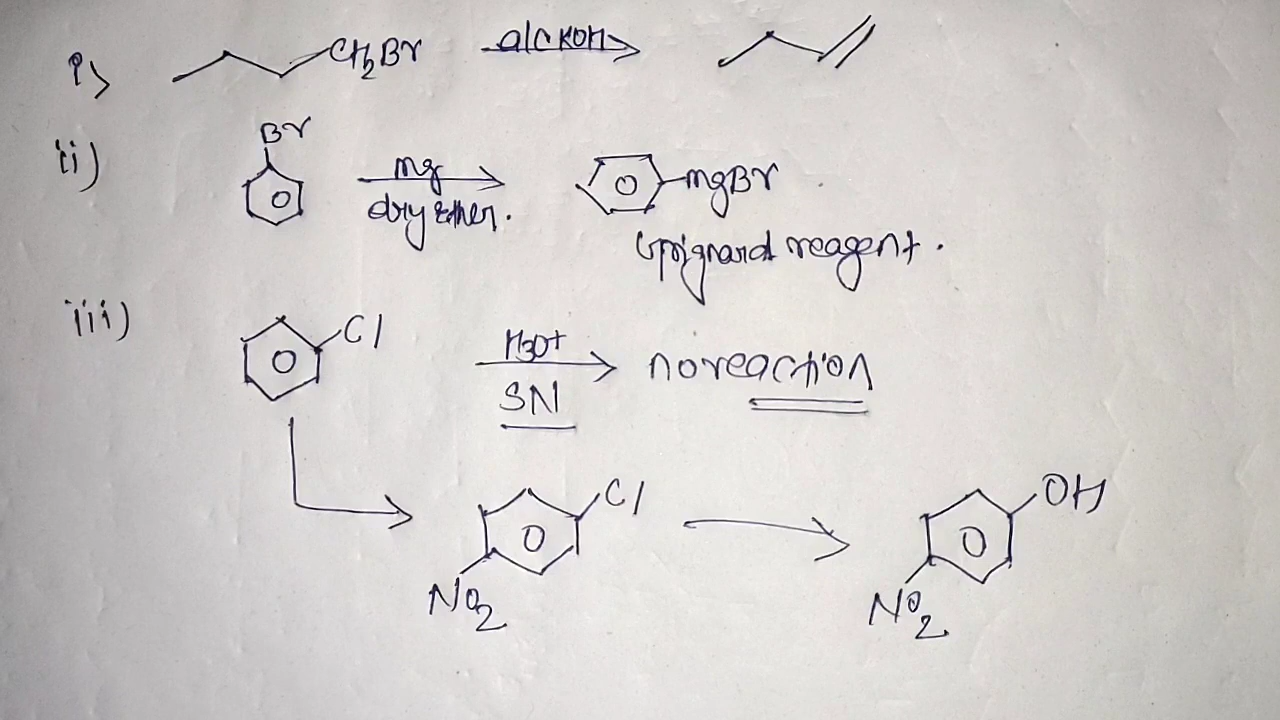 i) CH2Br alc KOH
ii) Br Mg dry ether. MgBr
Grignard reagent.
iii) Cl H3O+ SN no reaction
Cl NO2 OH NO2